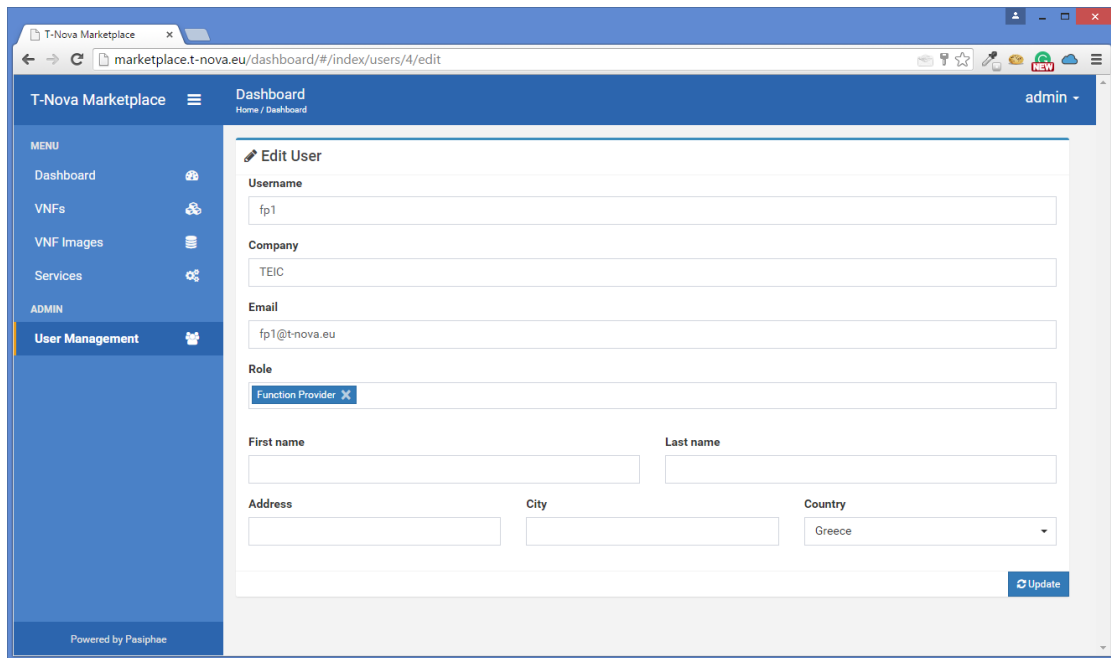 T-Nova Marketplace
marketplace.t-nova.eu/dashboard/#/index/users/4/edit
NEW
T-Nova Marketplace
Dashboard
Home / Dashboard
admin
MENU
Dashboard
VNFs
VNF Images
Services
ADMIN
User Management
Powered by Pasiphae
Edit User
Username
fp1
Company
TEIC
Email
fp1@t-nova.eu
Role
Function Provider
First name Last name
Address City Country
Greece
Update